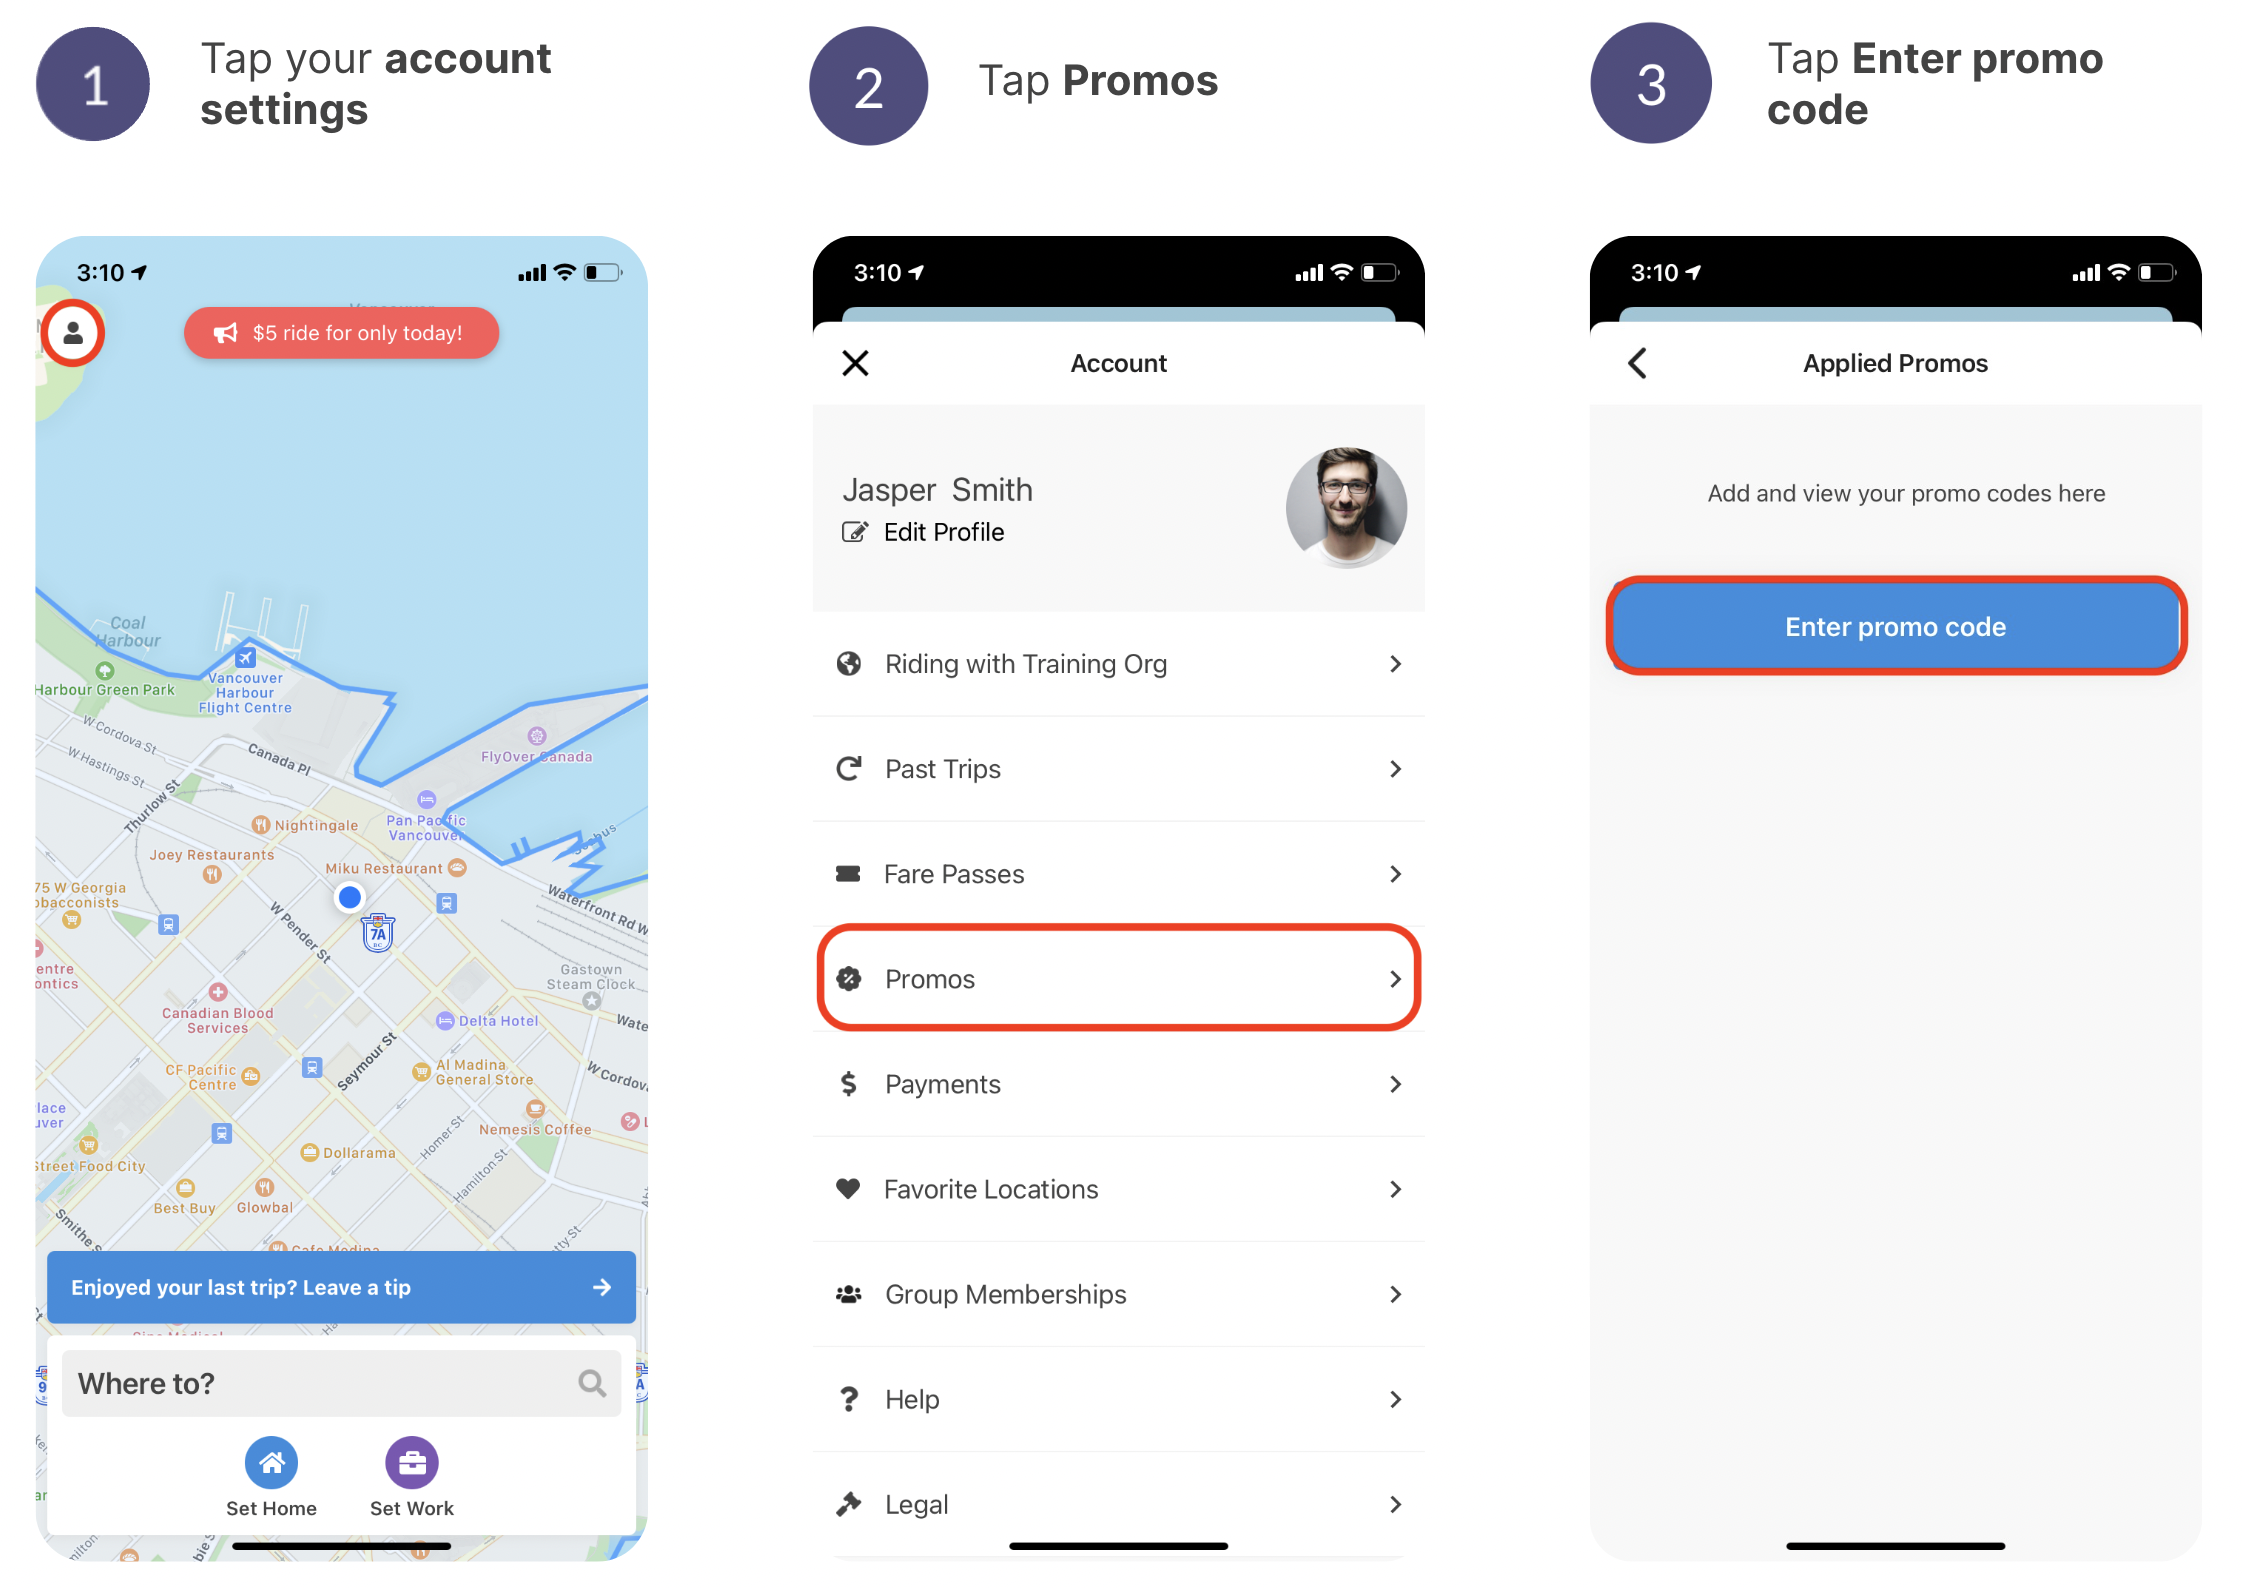 1
Tap your account
settings
2
Tap Promos
3
Tap Enter promo
code
3:10
$5 ride for only today!
Coal
Harbour
Harbour Green Park
Vancouver
Harbour
Flight Centre
W Cordova St
W Hastings St
Canada Pl
Thurlow St
FlyOver Canada
Pan Pacific
Vancouver
Nightingale
Joey Restaurants
Miku Restaurant
75 W Georgia
obacconists
W Pender St
7A
BC
Waterfront Rd W
entre
ontics
Gastown
Steam Clock
Canadian Blood
Services
Delta Hotel
Wate
Seymour St
CF Pacific
Centre
Al Madina
General Store
W Cordov
lace
uver
Homer St
Nemesis Coffee
Street Food City
Dollarama
Hamilton St
Best Buy
Glowbal
Smithe S
tty St
Cafe Medina
Enjoyed your last trip? Leave a tip
Where to?
9
A
Set Home
Set Work
milton
bie S
3:10
Account
Jasper Smith
Edit Profile
Riding with Training Org
Past Trips
Fare Passes
Promos
Payments
Favorite Locations
Group Memberships
Help
Legal
3:10
Applied Promos
Add and view your promo codes here
Enter promo code